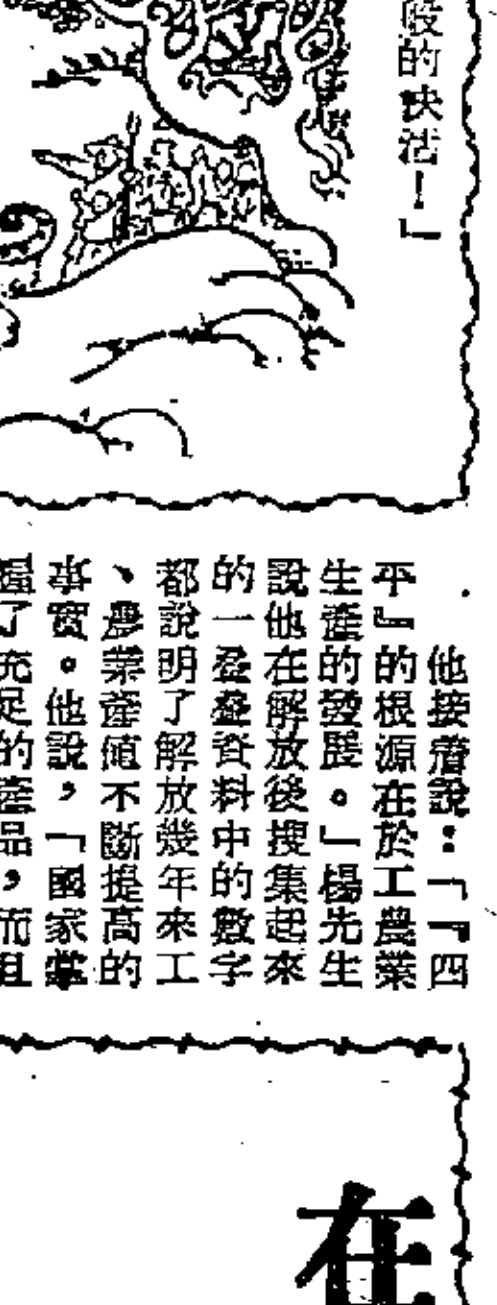 般的快活！」
他接着說：「『四
平』的根源在於工農業
生產的發展。」楊先生
說他在解放後搜集起來
的一叠叠資料中的數字
都說明了解放幾年來工
、農業產値不斷提高的
事實。他說，「國家掌
握了充足的產品，而且
在